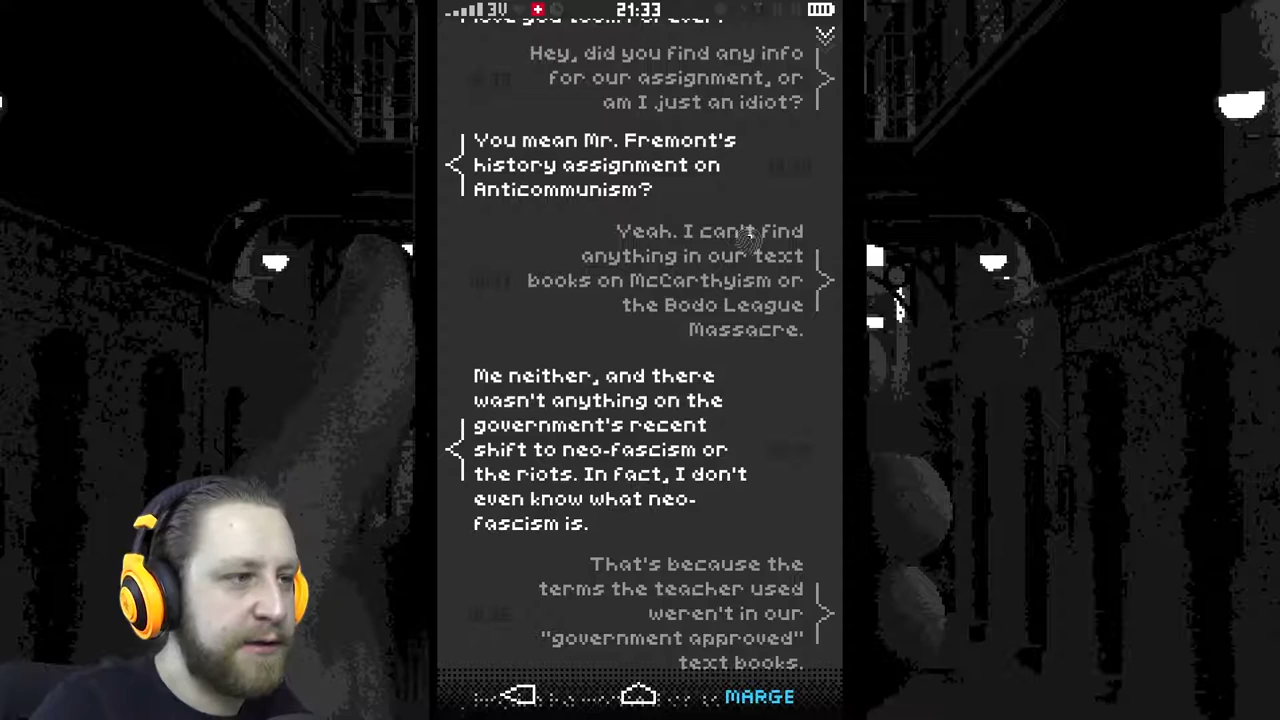 3V
21:33
Hey, did you find any info
for our assignment, or
am I just an idiot?
You mean Mr. Fremont's
history assignment on
Anticommunism?
Yeah. I can't find
anything in our text
books on McCarthyism or
the Bodo League
Massacre.
Me neither, and there
wasn't anything on the
government's recent
shift to neo-fascism or
the riots. In fact, I don't
even know what neo-
fascism is.
That's because the
terms the teacher used
weren't in our
"government approved"
text books.
MARGE